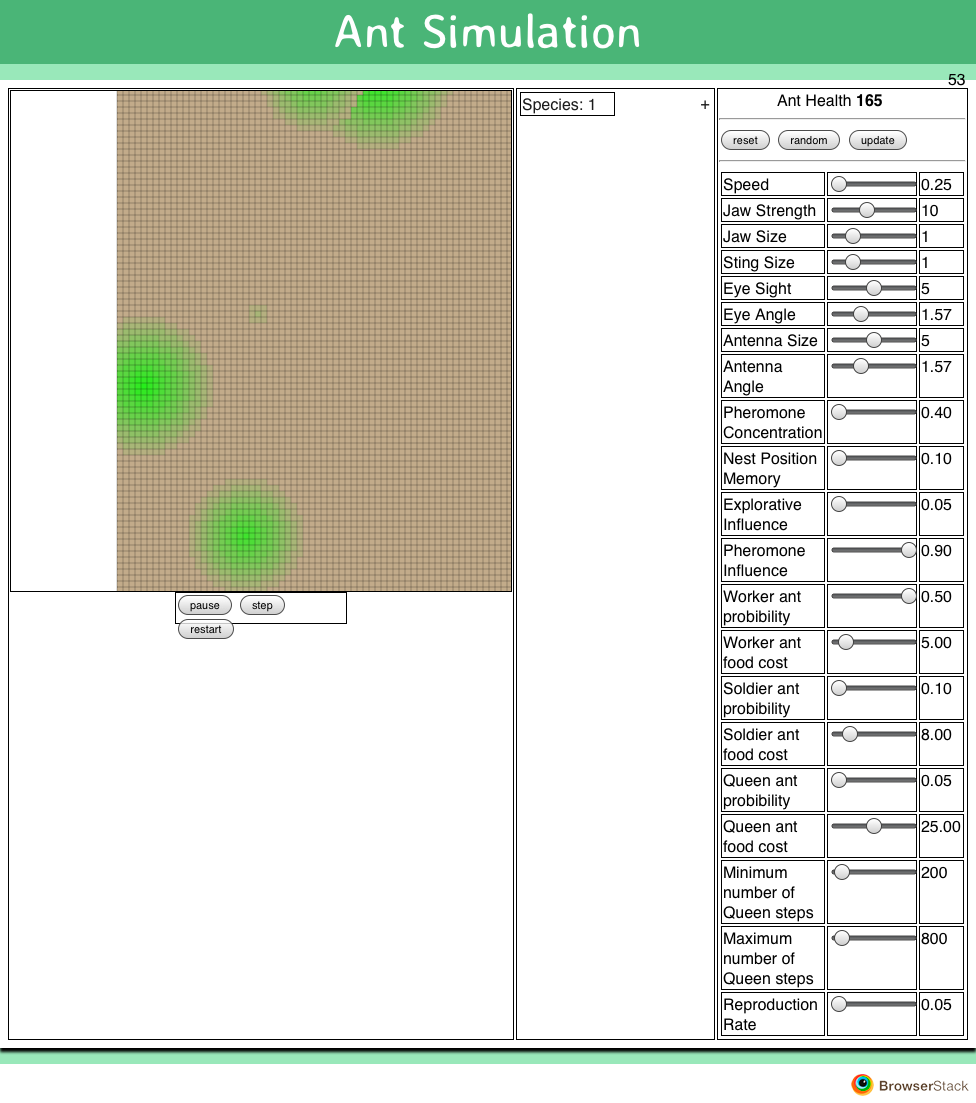 Ant Simulation
53
Species: 1 +
Ant Health 165
reset random update
Speed 0.25
Jaw Strength 10
Jaw Size 1
Sting Size 1
Eye Sight 5
Eye Angle 1.57
Antenna Size 5
Antenna 1.57
Angle
Pheromone 0.40
Concentration
Nest Position 0.10
Memory
Explorative 0.05
Influence
Pheromone 0.90
Influence
Worker ant 0.50
probibility
Worker ant 5.00
food cost
Soldier ant 0.10
probibility
Soldier ant 8.00
food cost
Queen ant 0.05
probibility
Queen ant 25.00
food cost
Minimum 200
number of
Queen steps
Maximum 800
number of
Queen steps
Reproduction 0.05
Rate
pause step
restart
BrowserStack